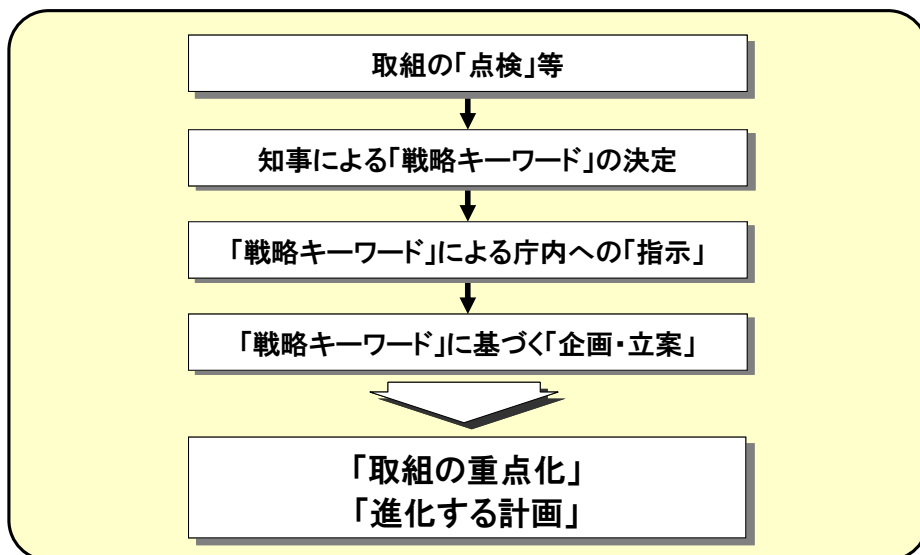 取組の「点検」等
知事による「戦略キーワード」の決定
「戦略キーワード」による庁内への「指示」
「戦略キーワード」に基づく「企画・立案」
「取組の重点化」
「進化する計画」